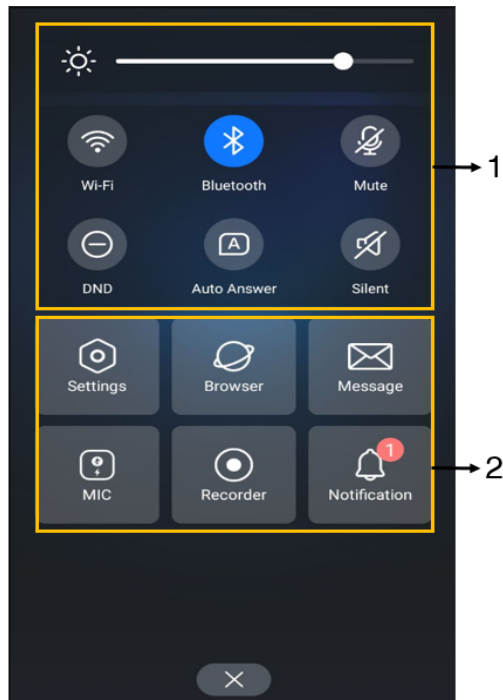 Wi-Fi Bluetooth Mute
1
DND Auto Answer Silent
Settings Browser Message
1
MIC Recorder Notification
2